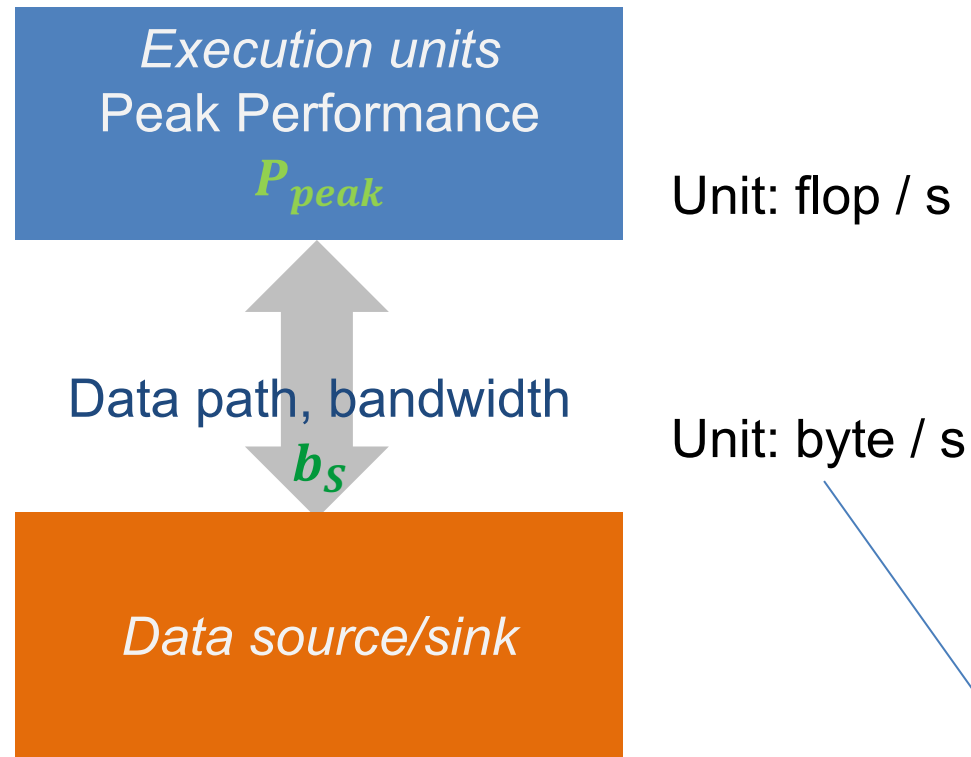 Execution units
Peak Performance
P_peak
Unit: flop / s
Data path, bandwidth
b_S
Unit: byte / s
Data source/sink